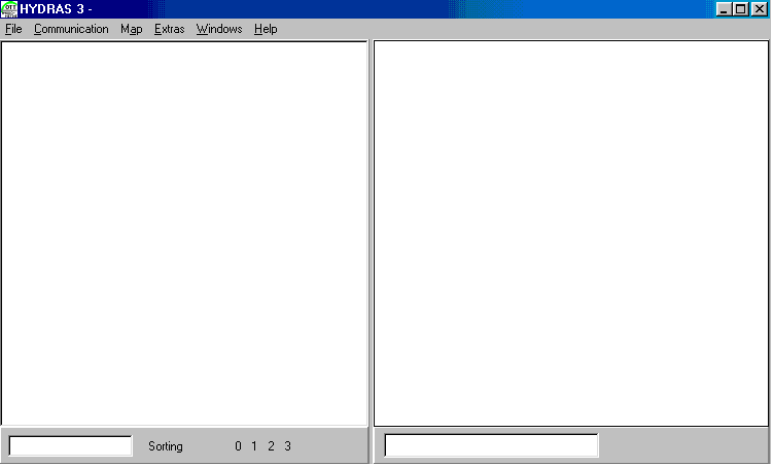 HYDRAS 3 -
File Communication Map Extras Windows Help
Sorting 0 1 2 3